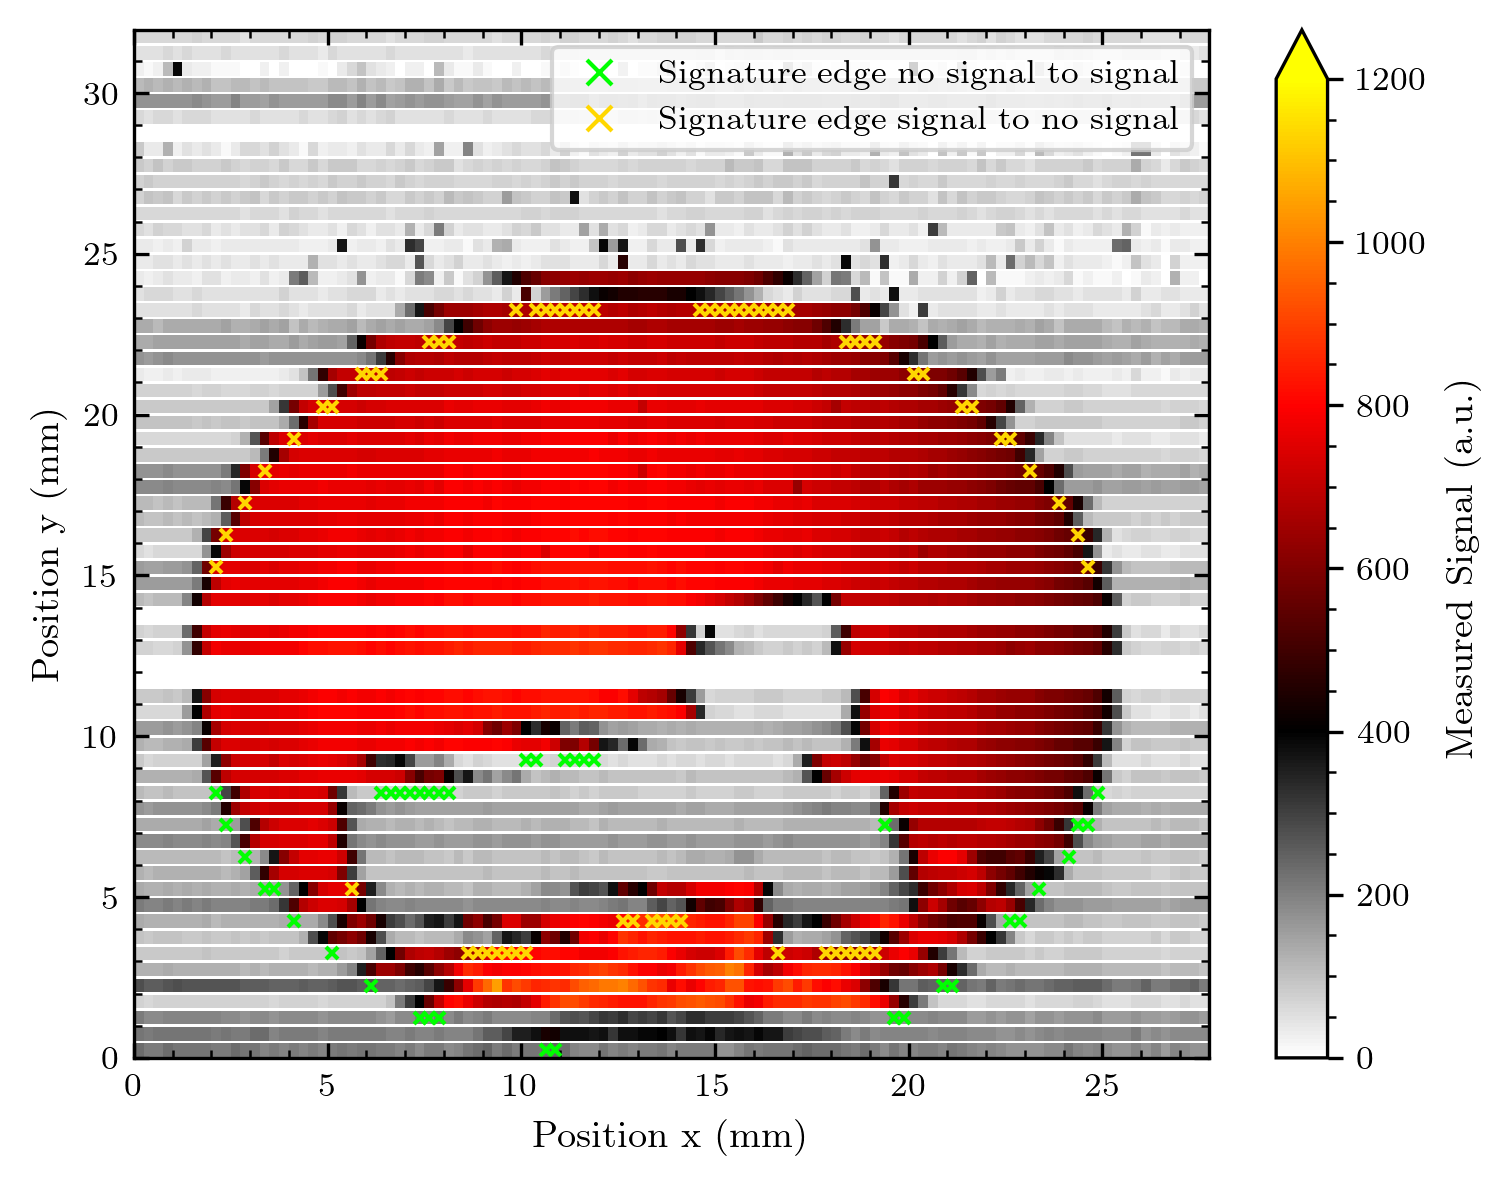 Signature edge no signal to signal
Signature edge signal to no signal
30
25
20
15
10
5
0
Position y (mm)
0 5 10 15 20 25
Position x (mm)
1200
1000
800
600
400
200
0
Measured Signal (a.u.)